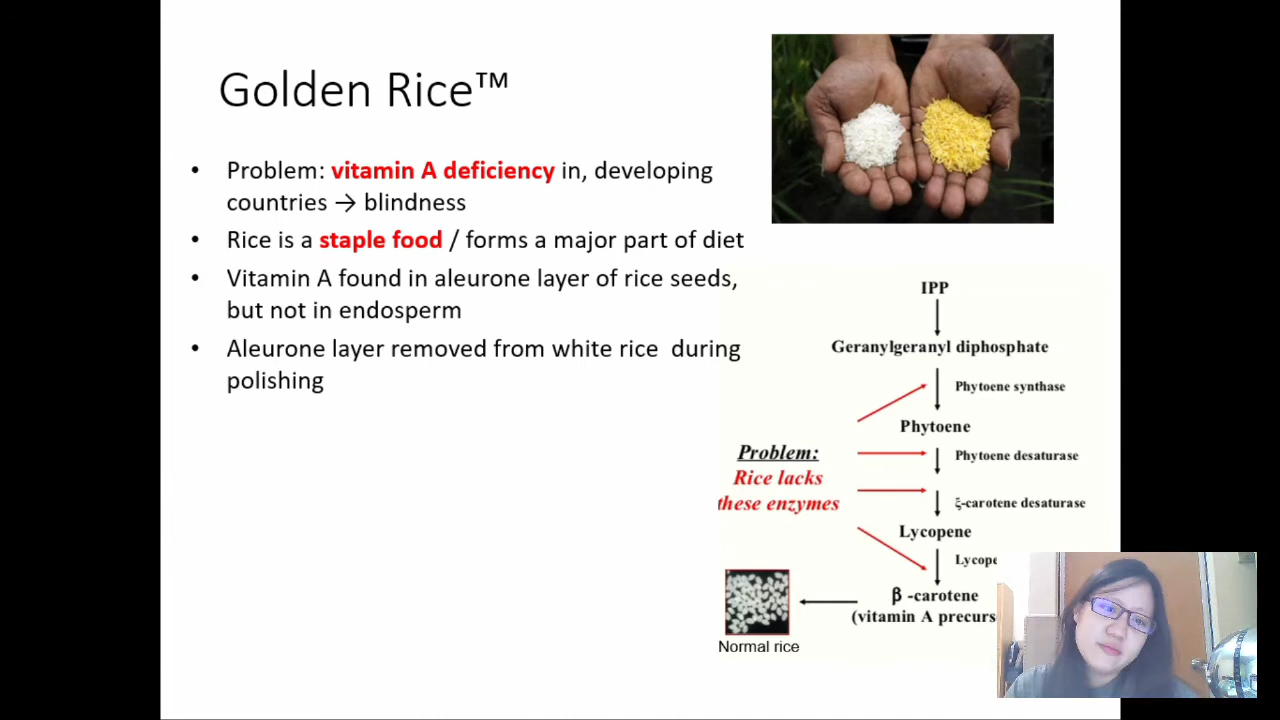 Golden Rice™
• Problem: vitamin A deficiency in, developing
countries → blindness
• Rice is a staple food / forms a major part of diet
• Vitamin A found in aleurone layer of rice seeds,
but not in endosperm
• Aleurone layer removed from white rice during
polishing
IPP
Geranylgeranyl diphosphate
Phytoene synthase
Phytoene
Problem:
Rice lacks
these enzymes
Phytoene desaturase
ξ-carotene desaturase
Lycopene
Lycope
β -carotene
(vitamin A precurs
Normal rice